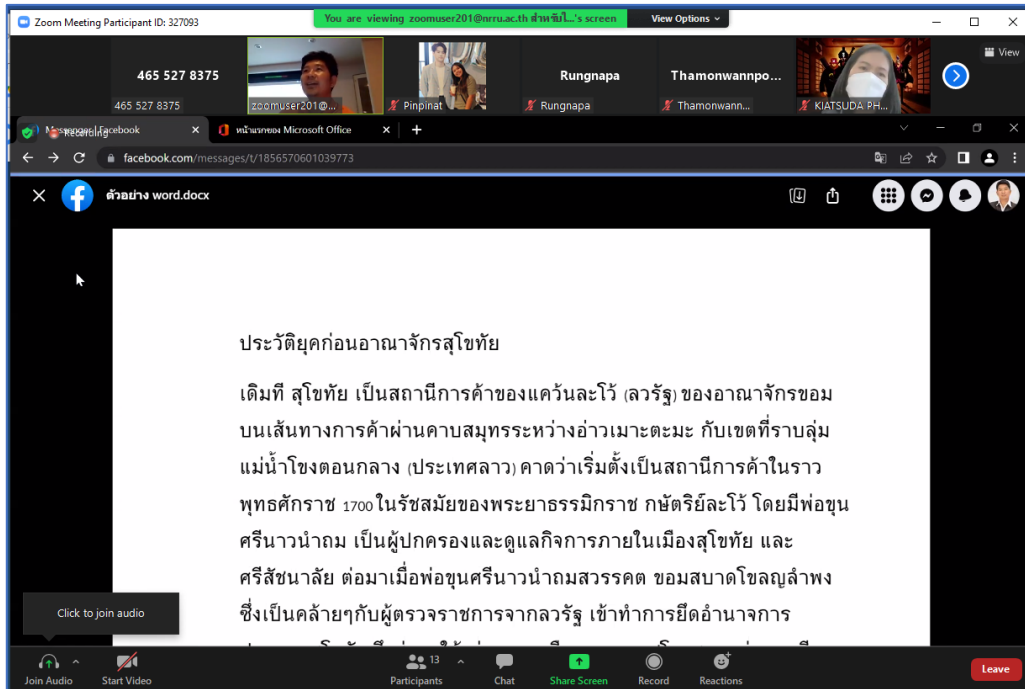 Zoom Meeting Participant ID: 327093
You are viewing zoomuser201@nrru.ac.th สำหรับใ...'s screen
View Options
465 527 8375
Rungnapa
Thamonwannpo...
View
465 527 8375
zoomuser201@...
Pinpinat
Rungnapa
Thamonwann...
KIATSUDA PH...
Messenger | Facebook
Recording
หน้าแรกของ Microsoft Office
facebook.com/messages/t/1856570601039773
ตัวอย่าง word.docx
ประวัติยุคก่อนอาณาจักรสุโขทัย
เดิมที สุโขทัย เป็นสถานีการค้าของแคว้นละโว้ (ลวรัฐ) ของอาณาจักรขอม
บนเส้นทางการค้าผ่านคาบสมุทรระหว่างอ่าวเมาะตะมะ กับเขตที่ราบลุ่ม
แม่น้ำโขงตอนกลาง (ประเทศลาว) คาดว่าเริ่มตั้งเป็นสถานีการค้าในราว
พุทธศักราช 1700 ในรัชสมัยของพระยาธรรมิกราช กษัตริย์ละโว้ โดยมีพ่อขุน
ศรีนาวนำถม เป็นผู้ปกครองและดูแลกิจการภายในเมืองสุโขทัย และ
ศรีสัชนาลัย ต่อมาเมื่อพ่อขุนศรีนาวนำถมสวรรคต ขอมสบาดโขลญลำพง
ซึ่งเป็นคล้ายๆกับผู้ตรวจราชการจากลวรัฐ เข้าทำการยึดอำนาจการ
Click to join audio
Join Audio
Start Video
13
Participants
Chat
Share Screen
Record
Reactions
Leave